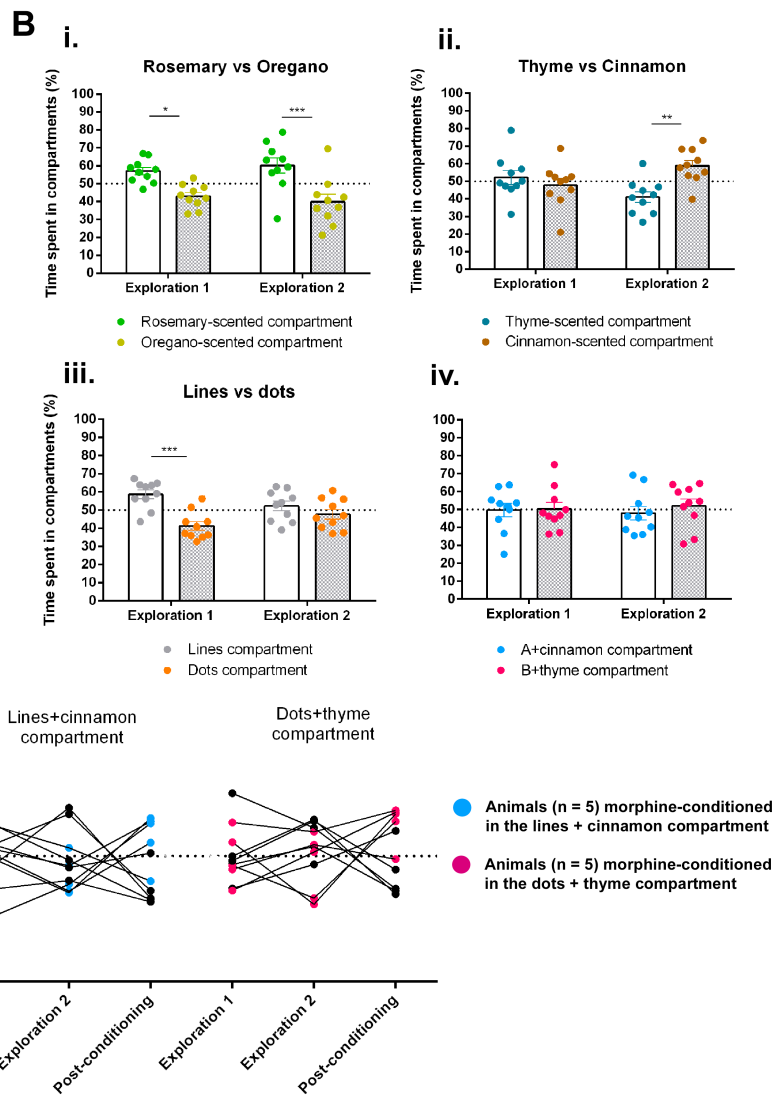 B
i.
Rosemary vs Oregano
Time spent in compartments (%)
100
90
80
70
60
50
40
30
20
10
0
*
***
Exploration 1
Exploration 2
Rosemary-scented compartment
Oregano-scented compartment
ii.
Thyme vs Cinnamon
Time spent in compartments (%)
100
90
80
70
60
50
40
30
20
10
0
**
Exploration 1
Exploration 2
Thyme-scented compartment
Cinnamon-scented compartment
iii.
Lines vs dots
Time spent in compartments (%)
100
90
80
70
60
50
40
30
20
10
0
***
Exploration 1
Exploration 2
Lines compartment
Dots compartment
iv.
100
90
80
70
60
50
40
30
20
10
0
Exploration 1
Exploration 2
A+cinnamon compartment
B+thyme compartment
Lines+cinnamon
compartment
Dots+thyme
compartment
Exploration 2
Post-conditioning
Exploration 1
Exploration 2
Post-conditioning
Animals (n = 5) morphine-conditioned
in the lines + cinnamon compartment
Animals (n = 5) morphine-conditioned
in the dots + thyme compartment